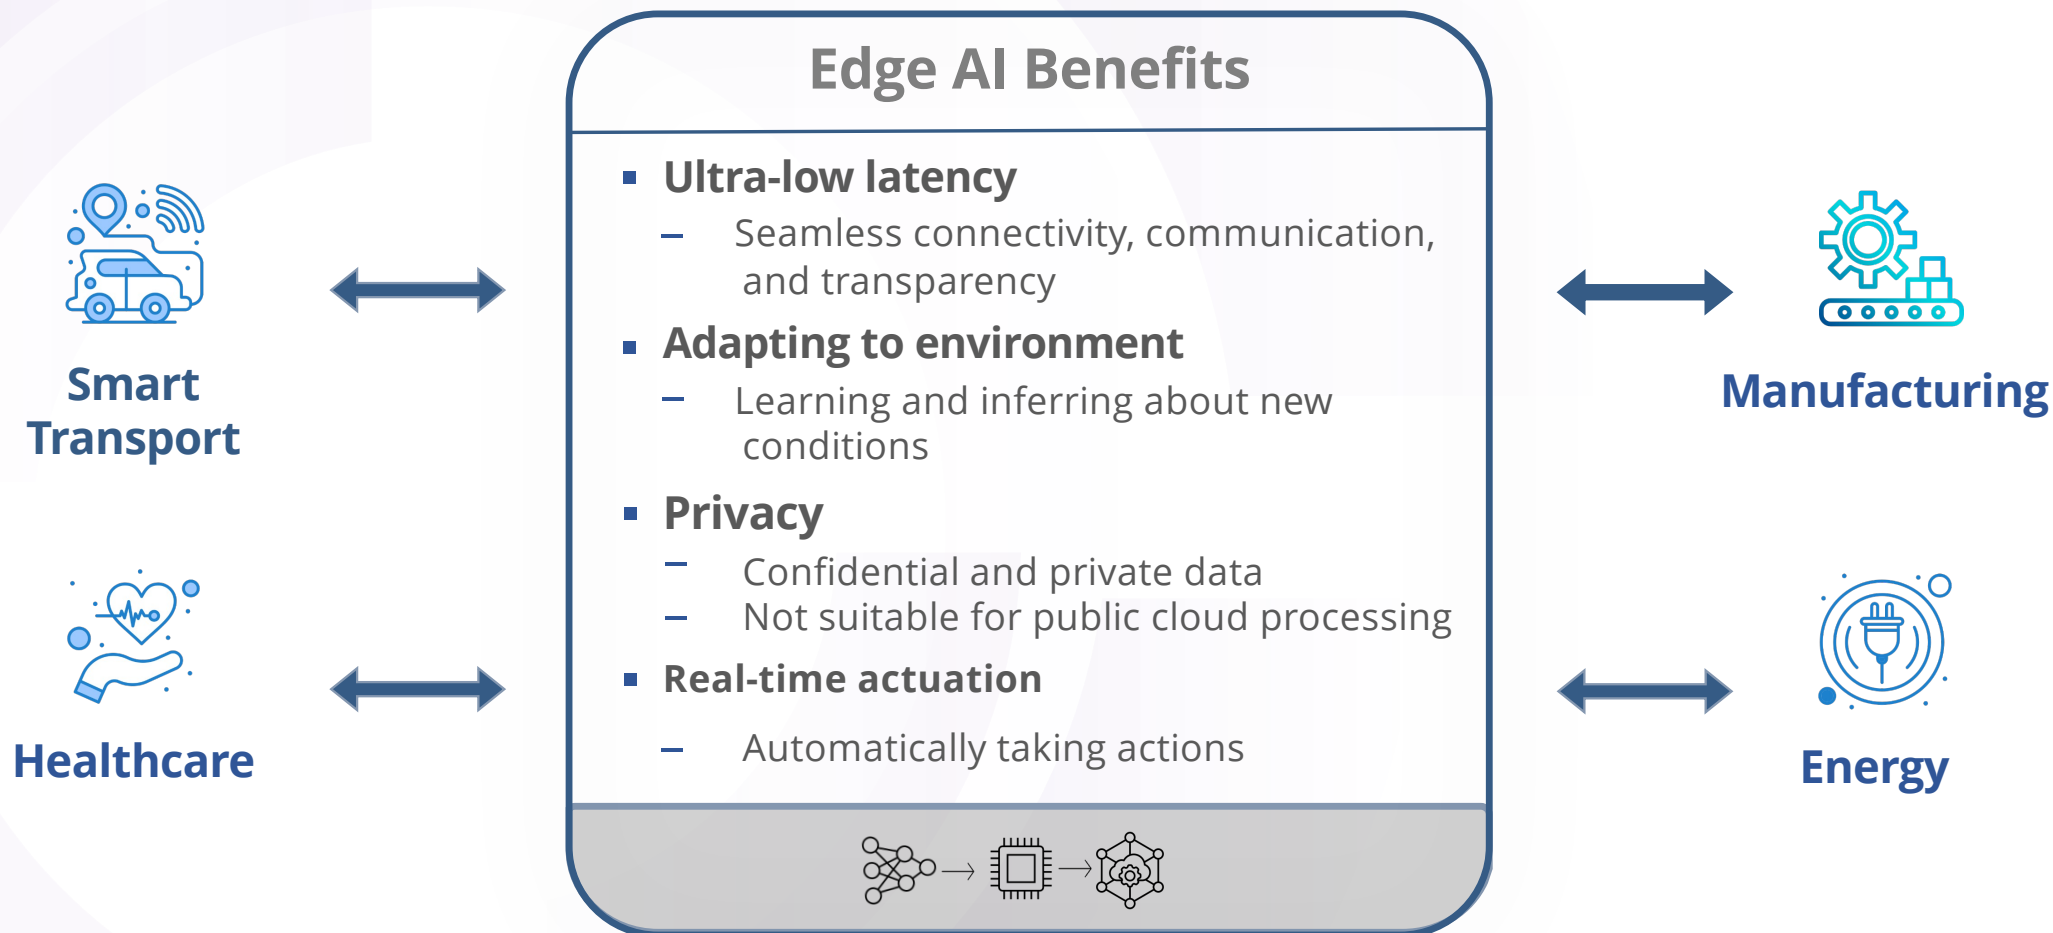 Edge AI Benefits
▪ Ultra-low latency
– Seamless connectivity, communication,
and transparency
▪ Adapting to environment
– Learning and inferring about new
conditions
▪ Privacy
– Confidential and private data
– Not suitable for public cloud processing
▪ Real-time actuation
– Automatically taking actions
Smart
Transport
Healthcare
Manufacturing
Energy